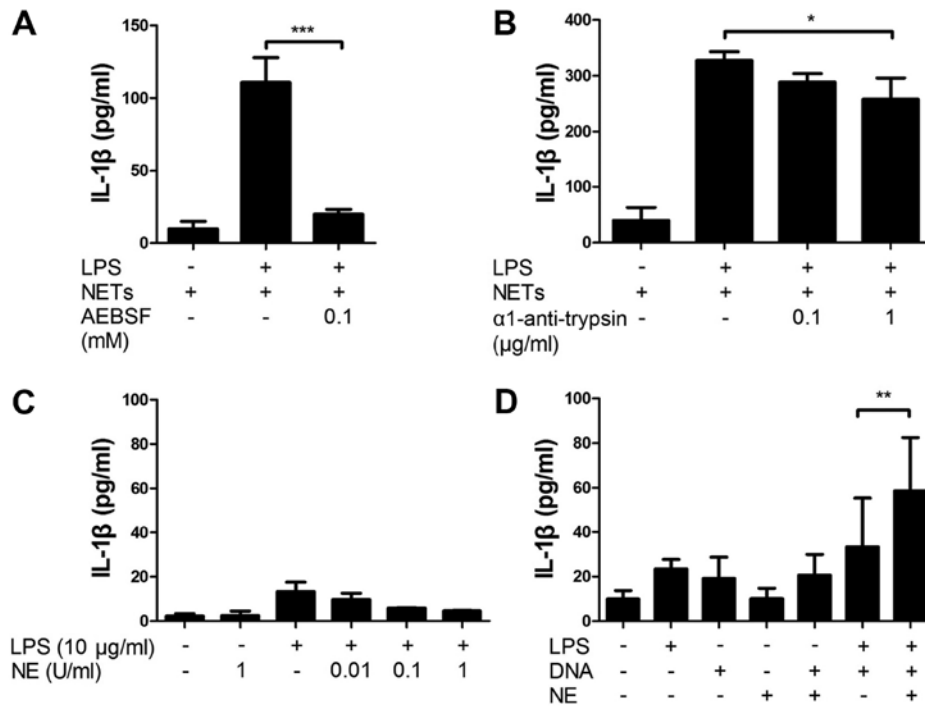 A
IL-1β (pg/ml)
150
100
50
0
***
LPS - + +
NETs + + +
AEBSF - - 0.1
(mM)
B
IL-1β (pg/ml)
400
300
200
100
0
*
LPS - + + +
NETs + + + +
α1-anti-trypsin - - 0.1 1
(μg/ml)
C
IL-1β (pg/ml)
100
80
60
40
20
0
LPS (10 μg/ml) - - + + + +
NE (U/ml) - 1 - 0.01 0.1 1
D
IL-1β (pg/ml)
100
80
60
40
20
0
**
LPS - + - - - + +
DNA - - + - + + +
NE - - - + + - +